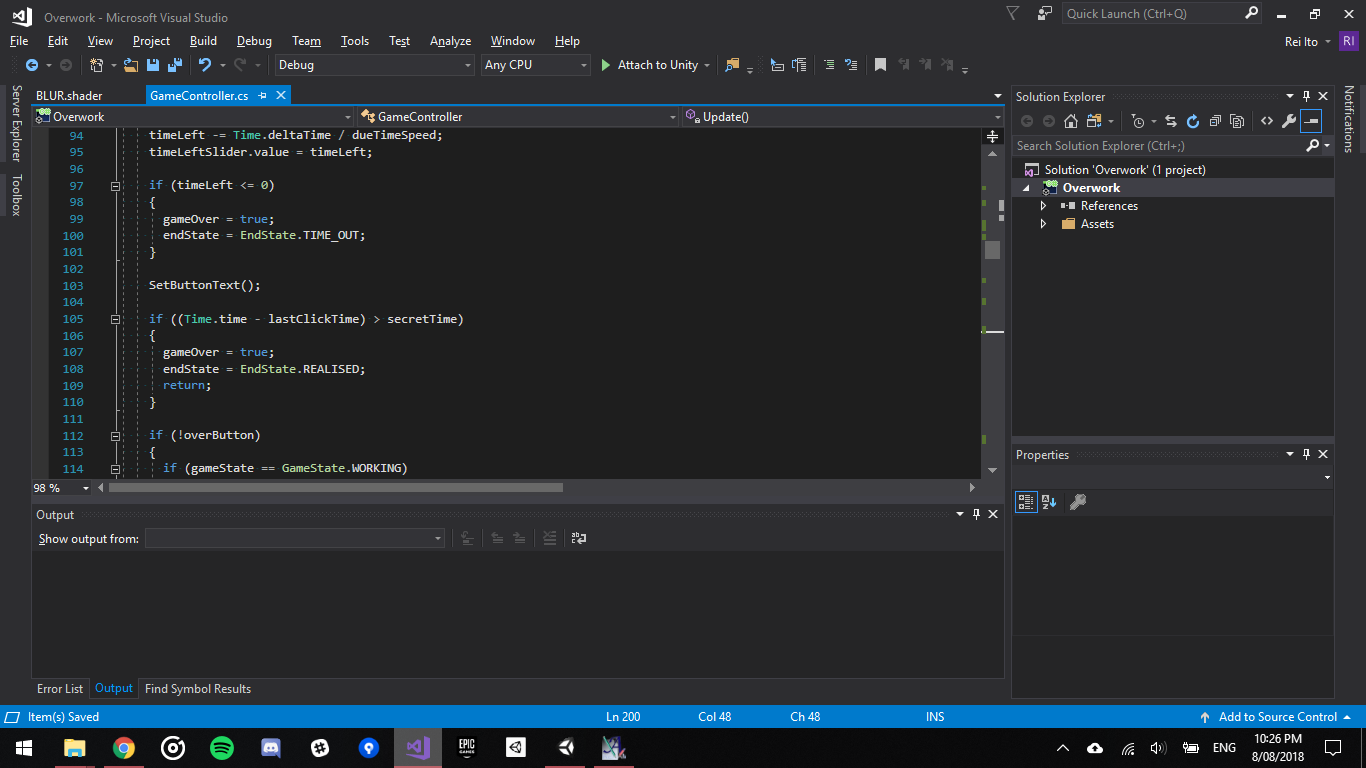 Overwork - Microsoft Visual Studio
Quick Launch (Ctrl+Q)
File Edit View Project Build Debug Team Tools Test Analyze Window Help
Rei Ito RI
Debug Any CPU Attach to Unity
Server Explorer
Toolbox
BLUR.shader GameController.cs
Overwork GameController Update()
94 timeLeft -= Time.deltaTime / dueTimeSpeed;
95 timeLeftSlider.value = timeLeft;
96
97 if (timeLeft <= 0)
98 {
99 gameOver = true;
100 endState = EndState.TIME_OUT;
101 }
102
103 SetButtonText();
104
105 if ((Time.time - lastClickTime) > secretTime)
106 {
107 gameOver = true;
108 endState = EndState.REALISED;
109 return;
110 }
111
112 if (!overButton)
113 {
114 if (gameState == GameState.WORKING)
98 %
Output
Show output from:
Error List Output Find Symbol Results
Solution Explorer
Search Solution Explorer (Ctrl+;)
Solution 'Overwork' (1 project)
Overwork
References
Assets
Properties
Notifications
Item(s) Saved Ln 200 Col 48 Ch 48 INS Add to Source Control
EPIC GAMES
ENG
10:26 PM
8/08/2018